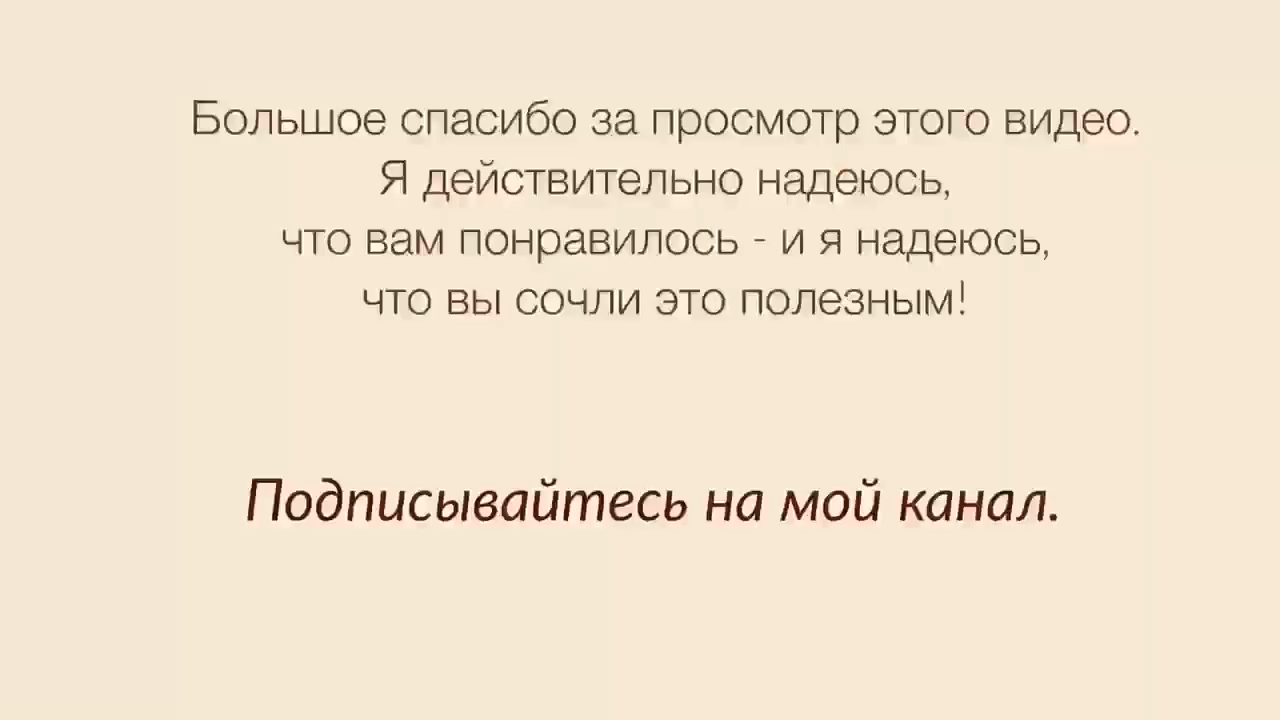 Большое спасибо за просмотр этого видео.
Я действительно надеюсь,
что вам понравилось - и я надеюсь,
что вы сочли это полезным!
Подписывайтесь на мой канал.